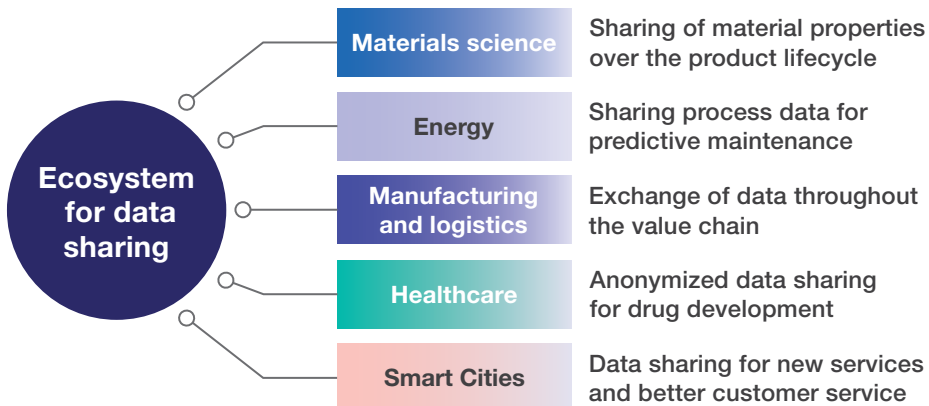 Ecosystem
for data
sharing
Materials science
Sharing of material properties
over the product lifecycle
Energy
Sharing process data for
predictive maintenance
Manufacturing
and logistics
Exchange of data throughout
the value chain
Healthcare
Anonymized data sharing
for drug development
Smart Cities
Data sharing for new services
and better customer service